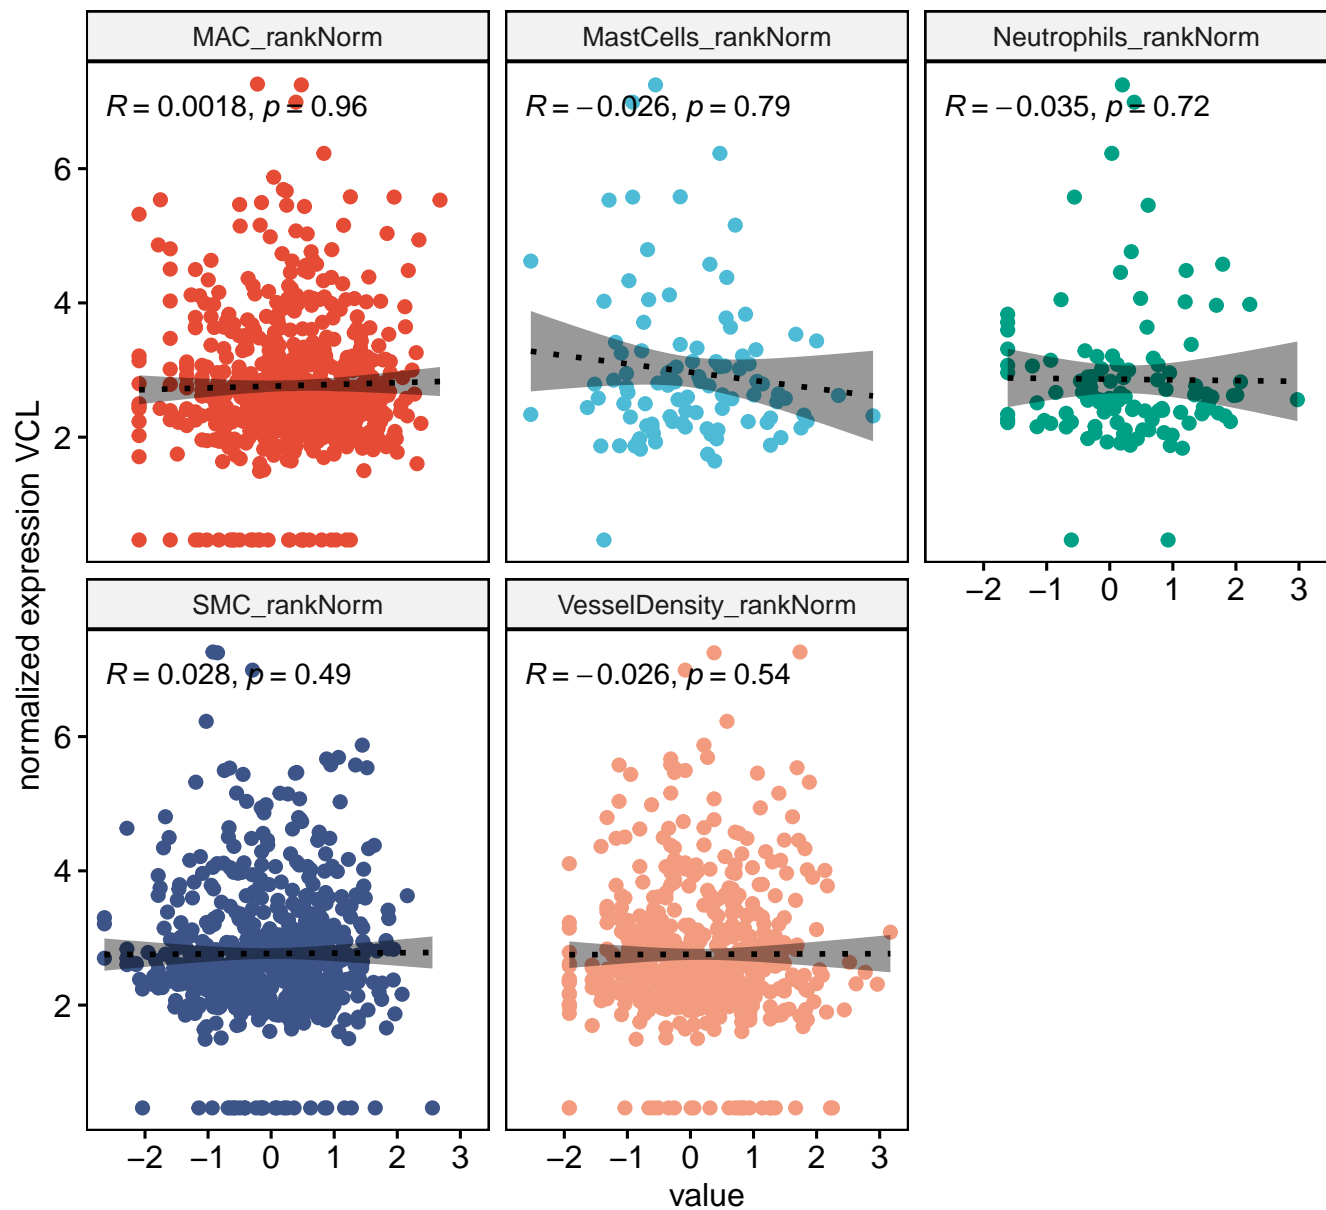 MAC_rankNorm
MastCells_rankNorm
Neutrophils_rankNorm
R = 0.0018, p = 0.96
R = −0.026, p = 0.79
R = −0.035, p = 0.72
6
4
2
−2 −1 0 1 2 3
SMC_rankNorm
VesselDensity_rankNorm
R = 0.028, p = 0.49
R = −0.026, p = 0.54
6
4
2
−2 −1 0 1 2 3
−2 −1 0 1 2 3
value
normalized expression VCL